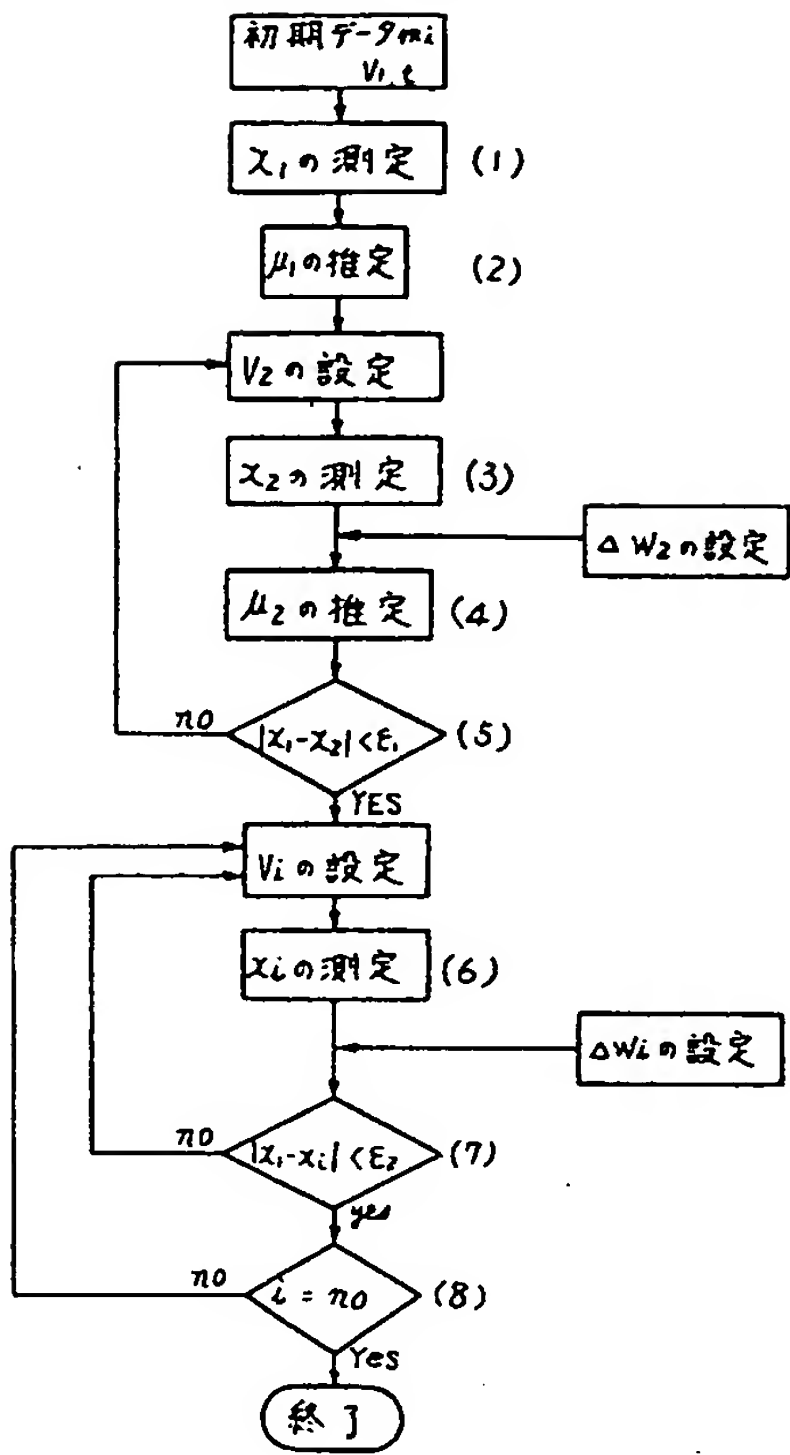 初期データmi
V1, t
x1の測定 (1)
μ1の推定 (2)
V2の設定
x2の測定 (3)
ΔW2の設定
μ2の推定 (4)
|x1-x2|<ε1 (5)
no
YES
Viの設定
xiの測定 (6)
ΔWiの設定
|x1-xi|<ε2 (7)
no
yes
i = no (8)
no
Yes
終了